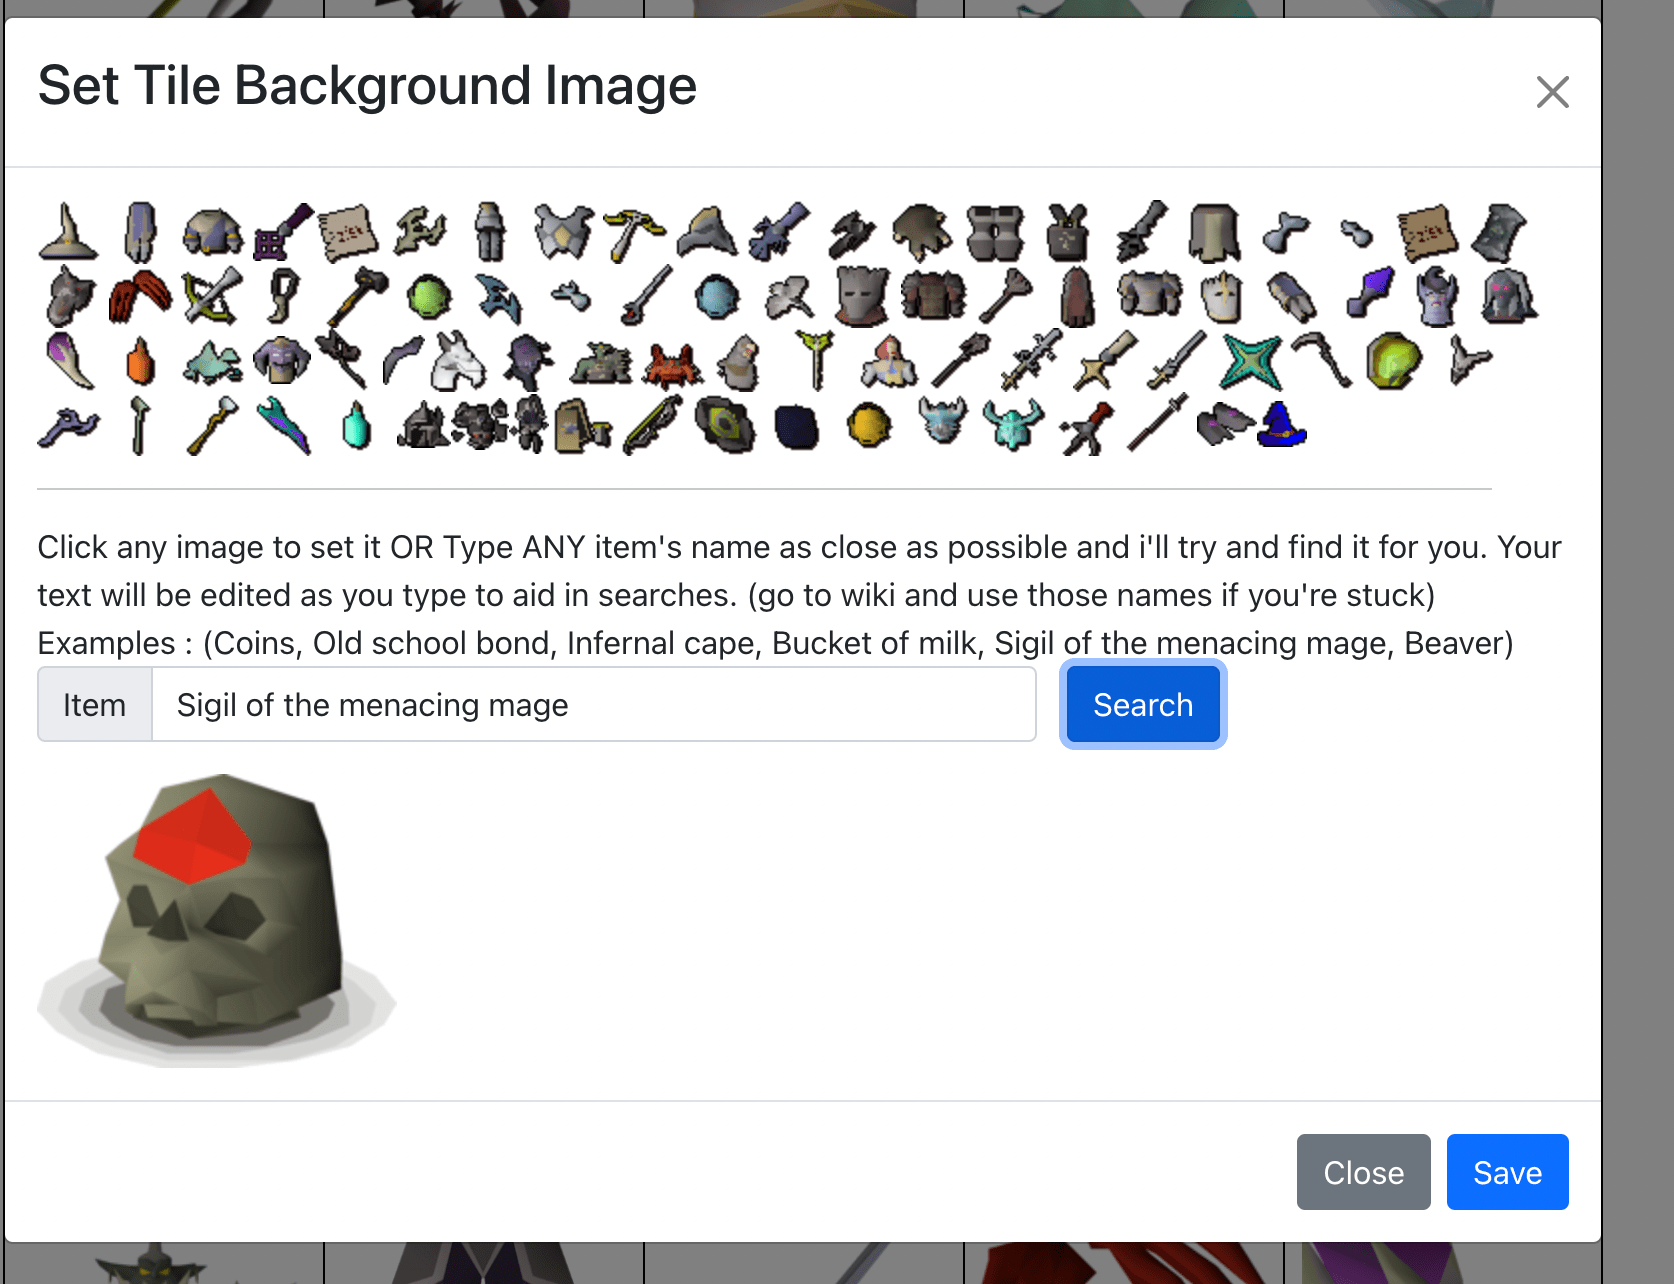 Set Tile Background Image
Click any image to set it OR Type ANY item's name as close as possible and i'll try and find it for you. Your
text will be edited as you type to aid in searches. (go to wiki and use those names if you're stuck)
Examples : (Coins, Old school bond, Infernal cape, Bucket of milk, Sigil of the menacing mage, Beaver)
Item Sigil of the menacing mage Search
Close Save